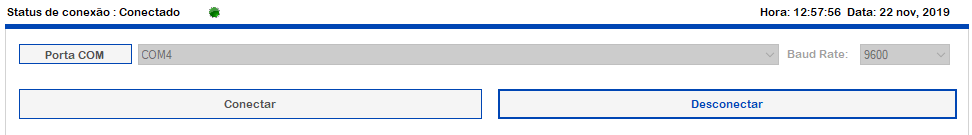 Status de conexão : Conectado Hora: 12:57:56 Data: 22 nov, 2019
Porta COM COM4 Baud Rate: 9600
Conectar Desconectar